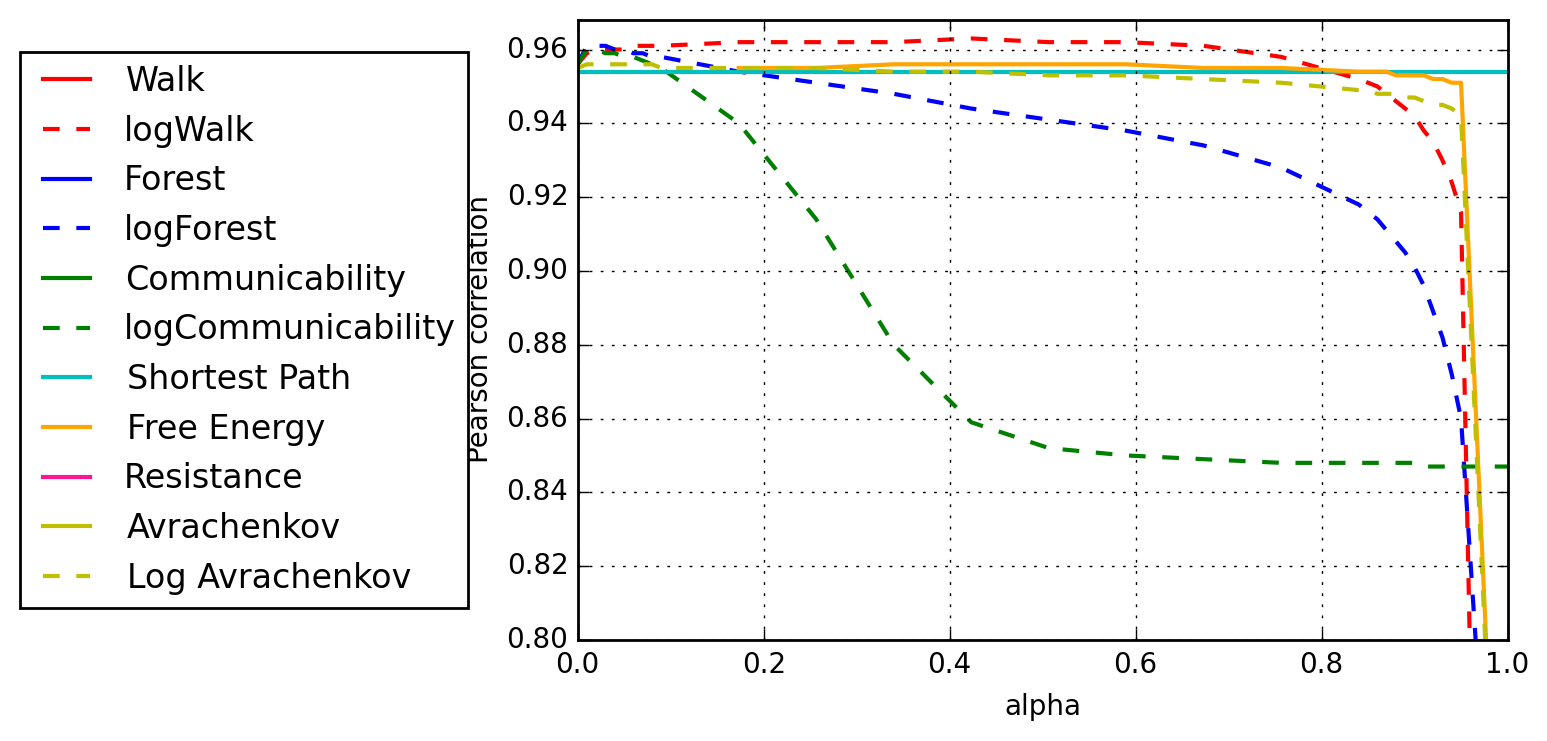 Walk
logWalk
Forest
logForest
Communicability
logCommunicability
Shortest Path
Free Energy
Resistance
Avrachenkov
Log Avrachenkov
Pearson correlation
0.96
0.94
0.92
0.90
0.88
0.86
0.84
0.82
0.80
0.0 0.2 0.4 0.6 0.8 1.0
alpha